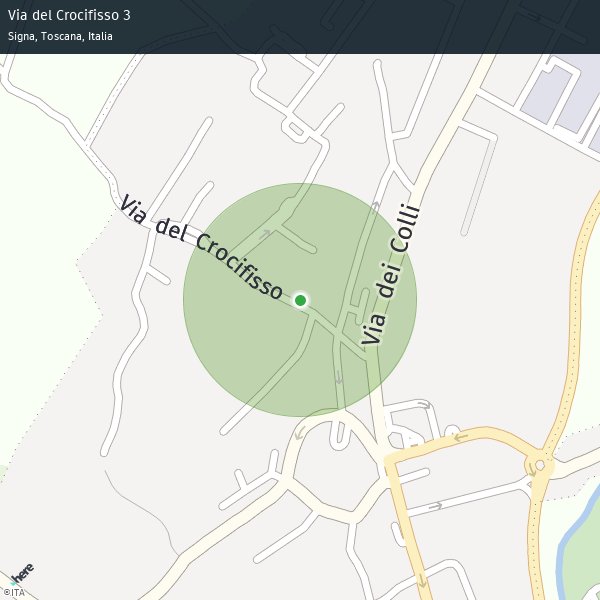 Via del Crocifisso 3
Signa, Toscana, Italia
Via del Crocifisso
Via dei Colli
here
©ITA